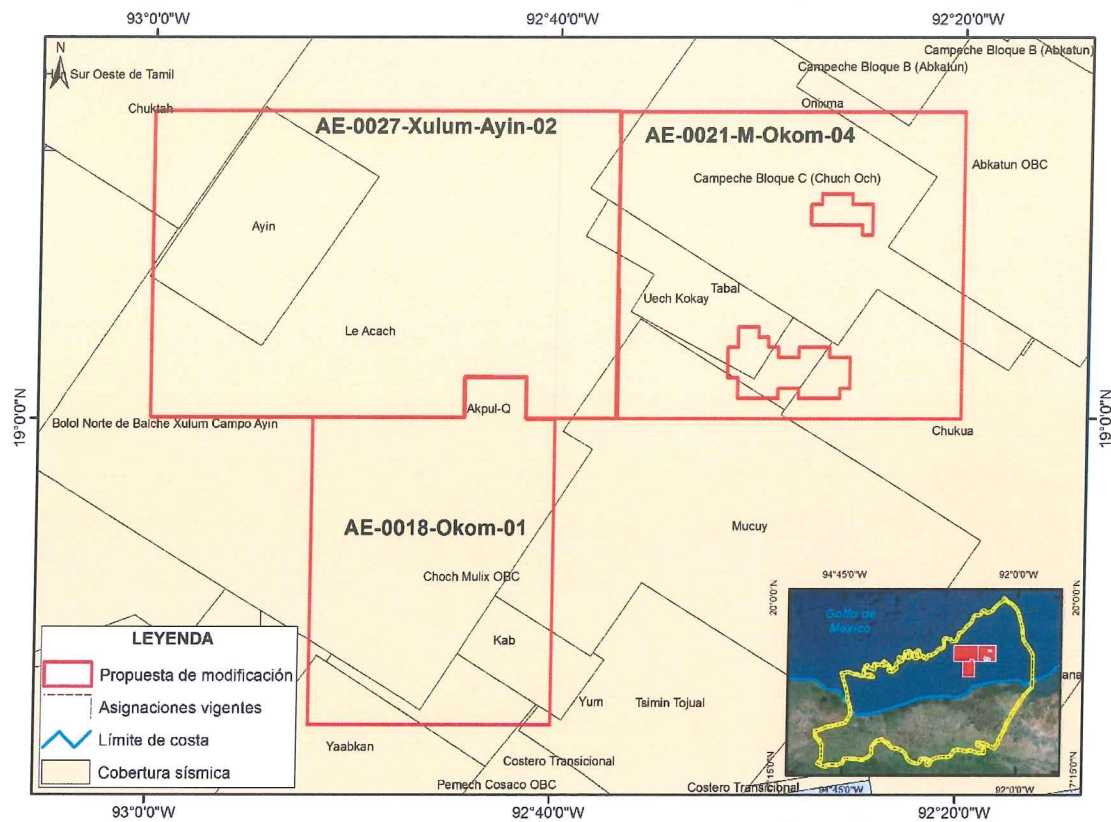 93°0'0"W
92°40'0"W
92°20'0"W
N
Sur Oeste de Tamil
Chuktah
Campeche Bloque B (Abkatun)
Campeche Bloque B (Abkatun)
Onixma
AE-0027-Xulum-Ayin-02
AE-0021-M-Okom-04
Abkatun OBC
Campeche Bloque C (Chuch Och)
Ayin
Tabal
Uech Kokay
Le Acach
Akpul-Q
19°0'0"N
19°0'0"N
Bolol Norte de Balche Xulum Campo Ayin
Chukua
AE-0018-Okom-01
Mucuy
Choch Mulix OBC
Kab
Yum
Tsimin Tojual
Yaabkan
Costero Transicional
Pemech Cosaco OBC
Costero Transicional
ana
LEYENDA
Propuesta de modificación
Asignaciones vigentes
Límite de costa
Cobertura sísmica
94°45'0"W
92°0'0"W
20°0'0"N
20°0'0"N
Golfo de
Mexico
17°15'0"N
94°45'0"W
92°0'0"W
93°0'0"W
92°40'0"W
92°20'0"W